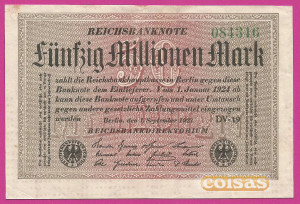 REICHSBANKNOTE
084346
Fünfzig Millionen Mark
zahlt die Reichsbankhauptkasse in Berlin gegen diese
Banknote dem Einlieferer. Vom 1. Januar 1924 ab
kann diese Banknote aufgerufen und unter Umtausch
gegen andere gesetzliche Zahlungsmittel eingezogen
werden
Berlin, den 1. September 1923
DV-19
REICHSBANKDIREKTORIUM
coisas